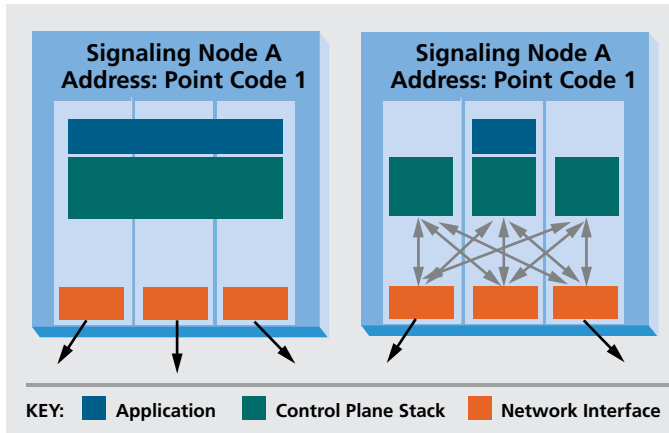 Signaling Node A
Address: Point Code 1
Signaling Node A
Address: Point Code 1
KEY: Application Control Plane Stack Network Interface